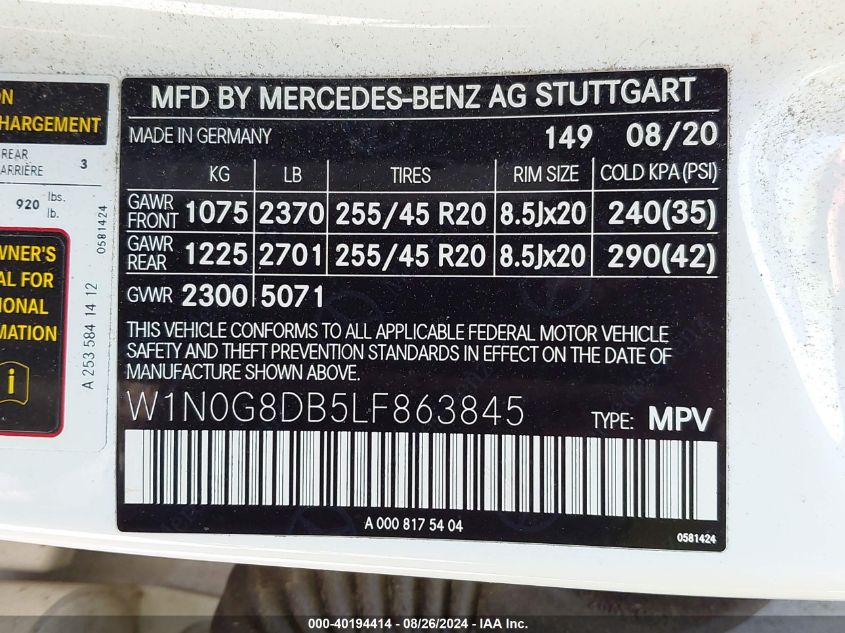 ON
HARGEMENT
REAR
ARRIÈRE 3
920 lbs.
lb.
0581424
WNER'S
AL FOR
IONAL
RMATION
i
A 253 584 14 12
MFD BY MERCEDES-BENZ AG STUTTGART
MADE IN GERMANY 149 08/20
KG LB TIRES RIM SIZE COLD KPA (PSI)
GAWR FRONT 1075 2370 255/45 R20 8.5Jx20 240(35)
GAWR REAR 1225 2701 255/45 R20 8.5Jx20 290(42)
GVWR 2300 5071
THIS VEHICLE CONFORMS TO ALL APPLICABLE FEDERAL MOTOR VEHICLE
SAFETY AND THEFT PREVENTION STANDARDS IN EFFECT ON THE DATE OF
MANUFACTURE SHOWN ABOVE.
W1N0G8DB5LF863845 TYPE: MPV
A 000 817 54 04
0581424
000-40194414 - 08/26/2024 - IAA Inc.